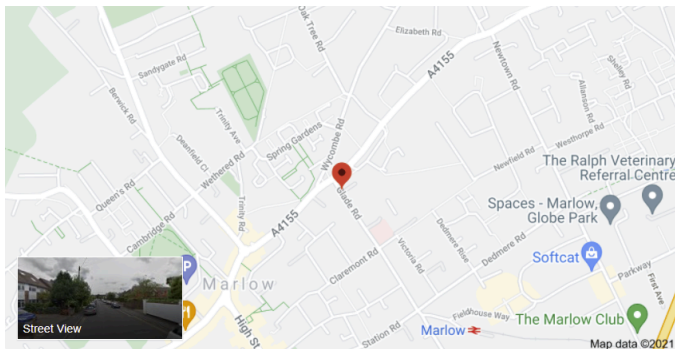 Elizabeth Rd
Oak Tree Rd
A4155
Newtown Rd
Shelley Rd
Sandygate Rd
Allanson Rd
Berwick Rd
Trinity Ave
Spring Gardens
Wycombe Rd
Westhorpe Rd
Deanfield Cl
Wethered Rd
Newfield Rd
The Ralph Veterinary
Referral Centre
Queen's Rd
Glade Rd
Spaces - Marlow,
Globe Park
Trinity Rd
A4155
Cambridge Rd
Victoria Rd
Dedmere Rise
Dedmere Rd
Softcat
Claremont Rd
Parkway
First Ave
P
Marlow
High St
Station Rd
Fieldhouse Way
The Marlow Club
Marlow
Street View
Map data ©2021